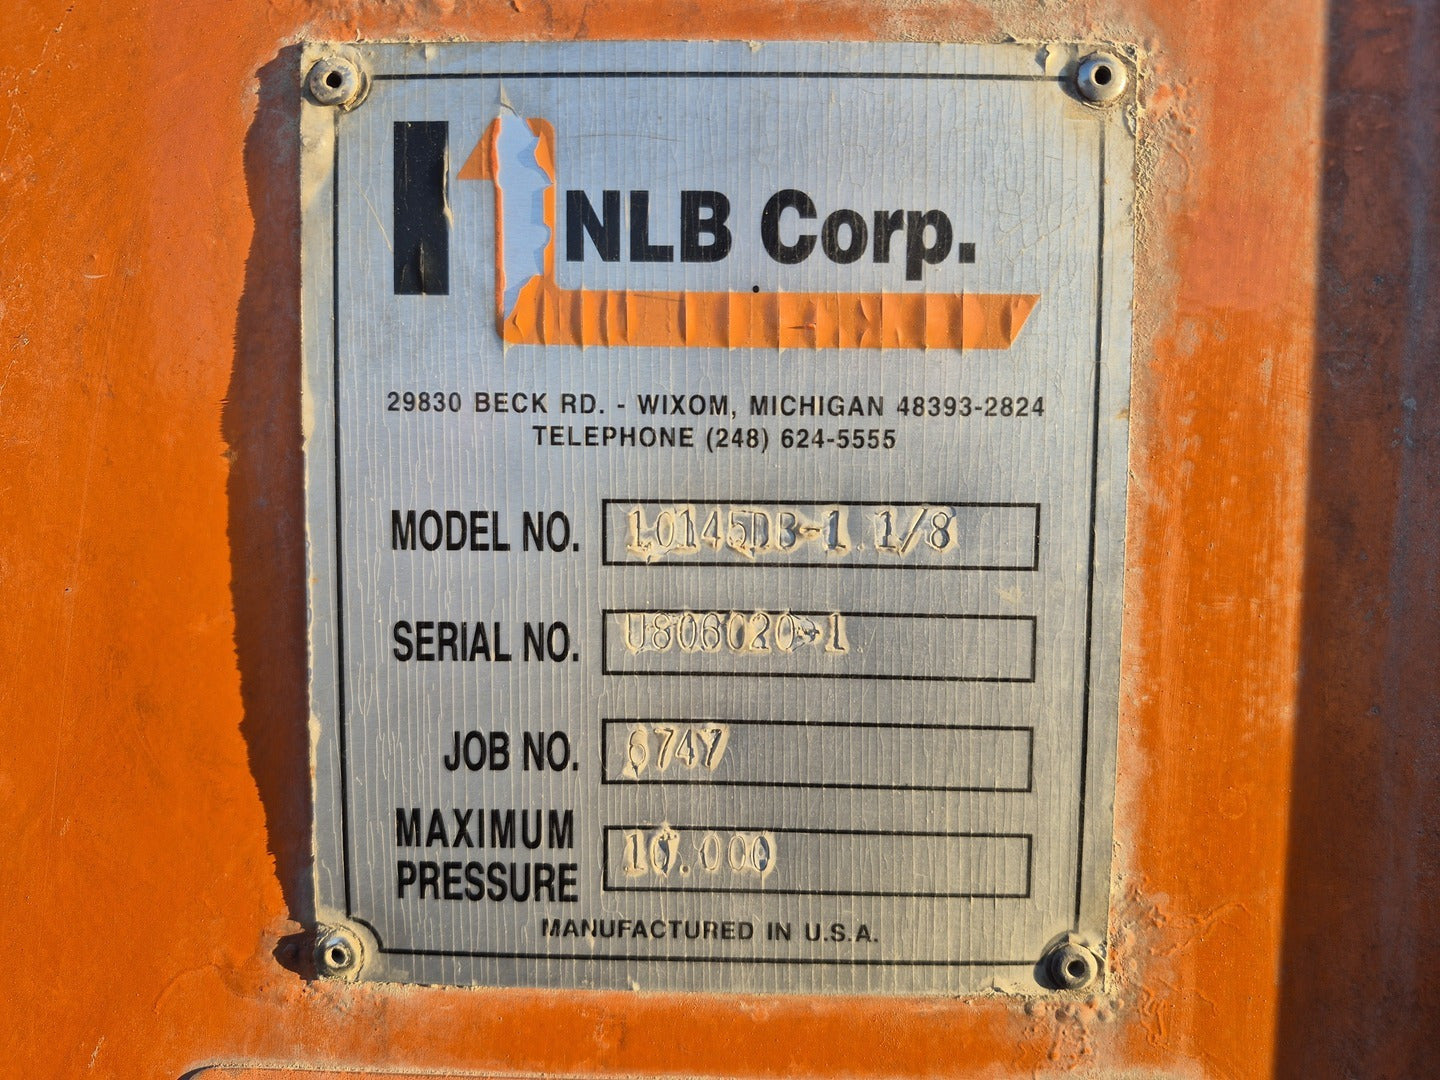 NLB Corp.
29830 BECK RD. - WIXOM, MICHIGAN 48393-2824
TELEPHONE (248) 624-5555
MODEL NO. 10145DB-1 1/8
SERIAL NO. U806020-1
JOB NO. 6747
MAXIMUM
PRESSURE 10.000
MANUFACTURED IN U.S.A.